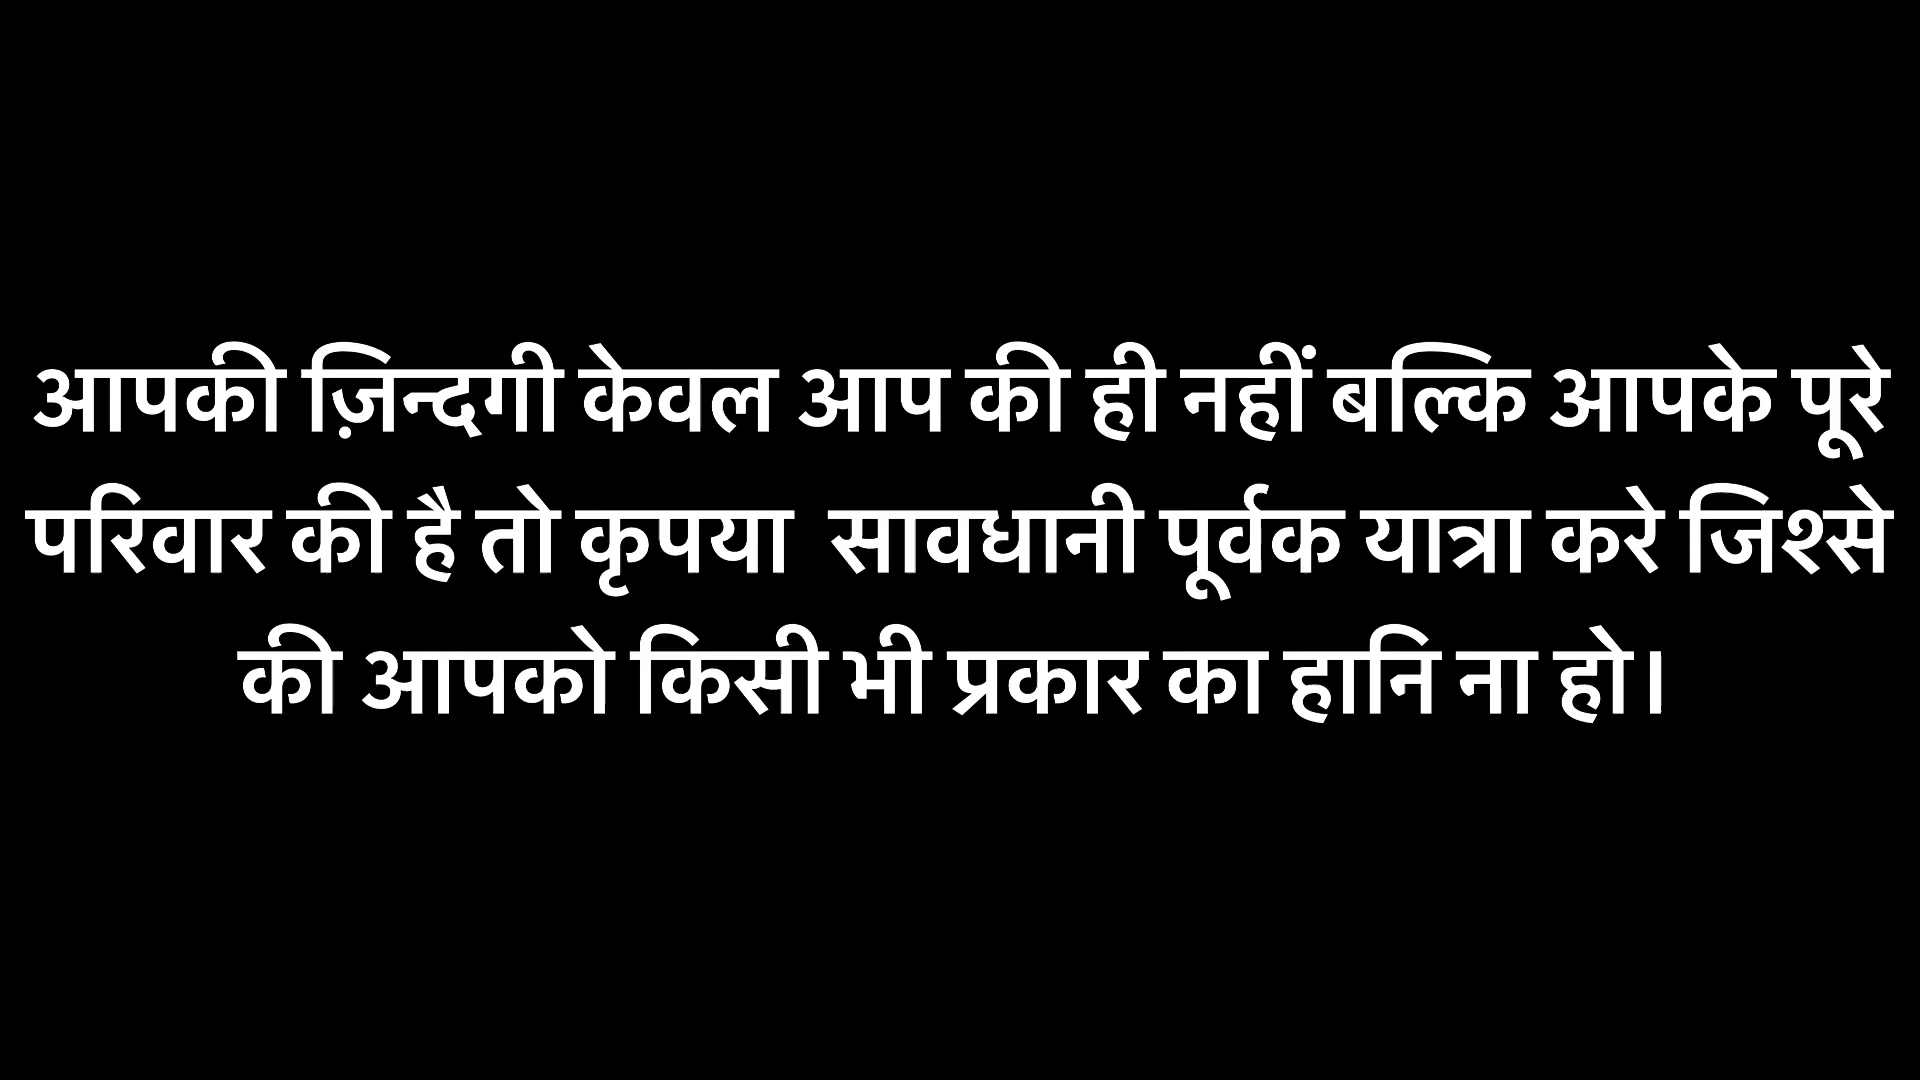 आपकी ज़िन्दगी केवल आप की ही नहीं बल्कि आपके पूरे
परिवार की है तो कृपया सावधानी पूर्वक यात्रा करे जिश्से
की आपको किसी भी प्रकार का हानि ना हो।